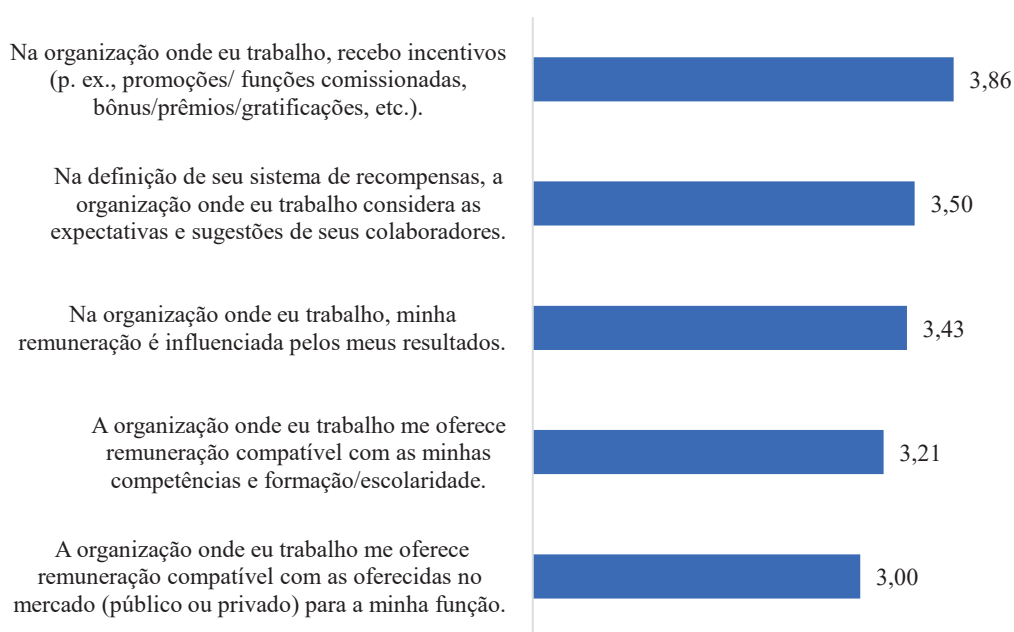 Na organização onde eu trabalho, recebo incentivos
(p. ex., promoções/ funções comissionadas,
bônus/prêmios/gratificações, etc.).
3,86
Na definição de seu sistema de recompensas, a
organização onde eu trabalho considera as
expectativas e sugestões de seus colaboradores.
3,50
Na organização onde eu trabalho, minha
remuneração é influenciada pelos meus resultados.
3,43
A organização onde eu trabalho me oferece
remuneração compatível com as minhas
competências e formação/escolaridade.
3,21
A organização onde eu trabalho me oferece
remuneração compatível com as oferecidas no
mercado (público ou privado) para a minha função.
3,00